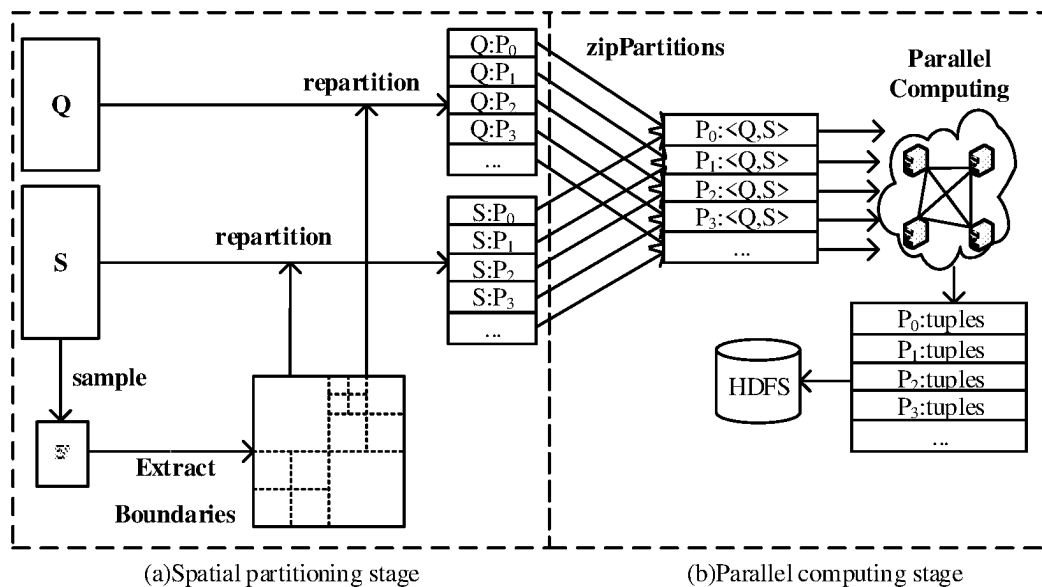 Q
repartition
Q:P₀
Q:P₁
Q:P₂
Q:P₃
...
S
repartition
S:P₀
S:P₁
S:P₂
S:P₃
...
sample
Extract
Boundaries
(a)Spatial partitioning stage
zipPartitions
P₀:<Q,S>
P₁:<Q,S>
P₂:<Q,S>
P₃:<Q,S>
...
Parallel
Computing
P₀:tuples
P₁:tuples
P₂:tuples
P₃:tuples
...
HDFS
(b)Parallel computing stage